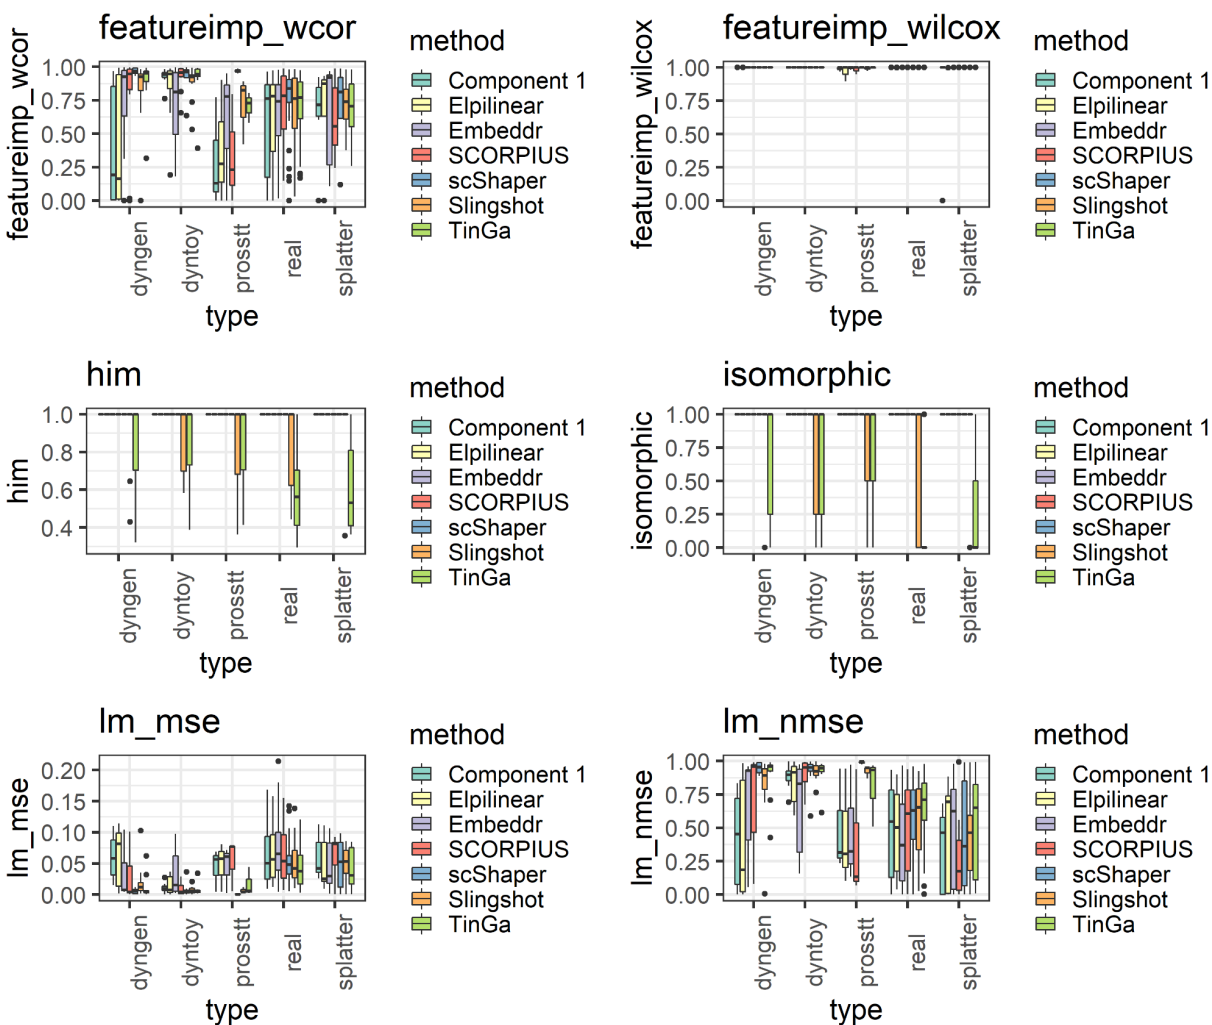 featureimp_wcor
featureimp_wcor
1.00
0.75
0.50
0.25
0.00
dyngen
dyntoy
prosstt
real
splatter
type
method
Component 1
Elpilinear
Embeddr
SCORPIUS
scShaper
Slingshot
TinGa
featureimp_wilcox
featureimp_wilcox
1.00
0.75
0.50
0.25
0.00
dyngen
dyntoy
prosstt
real
splatter
type
method
Component 1
Elpilinear
Embeddr
SCORPIUS
scShaper
Slingshot
TinGa
him
him
1.0
0.8
0.6
0.4
dyngen
dyntoy
prosstt
real
splatter
type
method
Component 1
Elpilinear
Embeddr
SCORPIUS
scShaper
Slingshot
TinGa
isomorphic
isomorphic
1.00
0.75
0.50
0.25
0.00
dyngen
dyntoy
prosstt
real
splatter
type
method
Component 1
Elpilinear
Embeddr
SCORPIUS
scShaper
Slingshot
TinGa
lm_mse
lm_mse
0.20
0.15
0.10
0.05
0.00
dyngen
dyntoy
prosstt
real
splatter
type
method
Component 1
Elpilinear
Embeddr
SCORPIUS
scShaper
Slingshot
TinGa
lm_nmse
lm_nmse
1.00
0.75
0.50
0.25
0.00
dyngen
dyntoy
prosstt
real
splatter
type
method
Component 1
Elpilinear
Embeddr
SCORPIUS
scShaper
Slingshot
TinGa